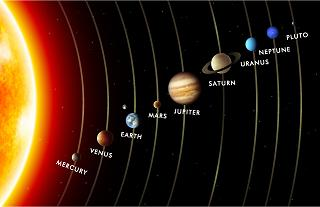 MERCURY
VENUS
EARTH
MARS
JUPITER
SATURN
URANUS
NEPTUNE
PLUTO